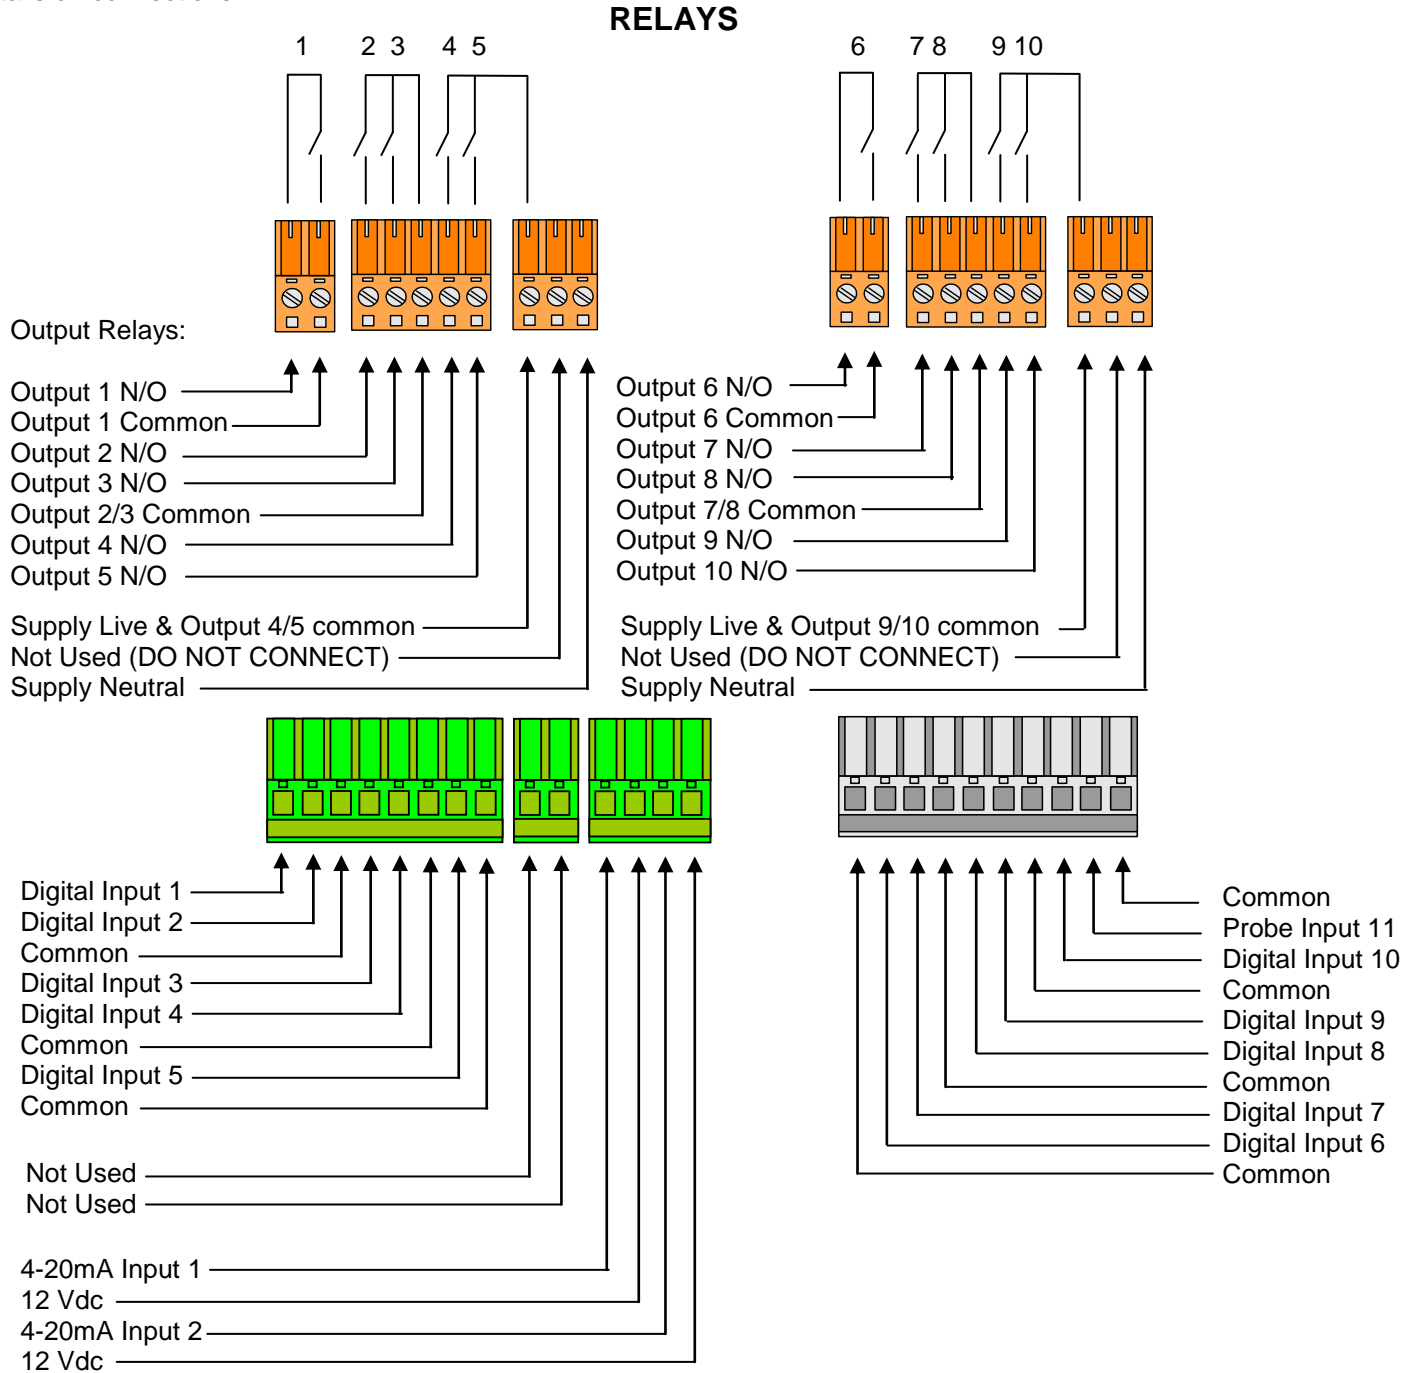 RELAYS
1 2 3 4 5
6 7 8 9 10
Output Relays:
Output 1 N/O
Output 1 Common
Output 2 N/O
Output 3 N/O
Output 2/3 Common
Output 4 N/O
Output 5 N/O
Supply Live & Output 4/5 common
Not Used (DO NOT CONNECT)
Supply Neutral
Output 6 N/O
Output 6 Common
Output 7 N/O
Output 8 N/O
Output 7/8 Common
Output 9 N/O
Output 10 N/O
Supply Live & Output 9/10 common
Not Used (DO NOT CONNECT)
Supply Neutral
Digital Input 1
Digital Input 2
Common
Digital Input 3
Digital Input 4
Common
Digital Input 5
Common
Not Used
Not Used
4-20mA Input 1
12 Vdc
4-20mA Input 2
12 Vdc
Common
Probe Input 11
Digital Input 10
Common
Digital Input 9
Digital Input 8
Common
Digital Input 7
Digital Input 6
Common